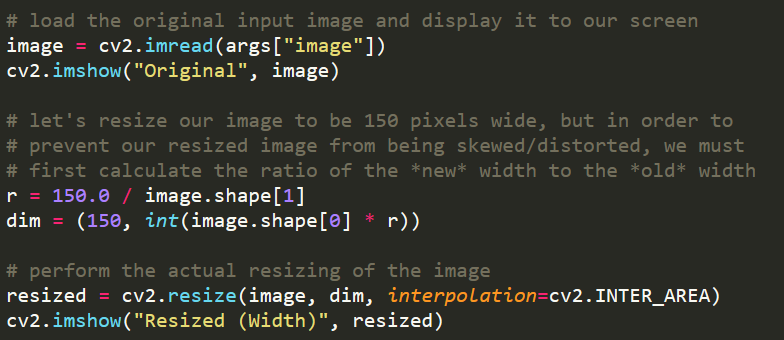 # load the original input image and display it to our screen
image = cv2.imread(args["image"])
cv2.imshow("Original", image)
# let's resize our image to be 150 pixels wide, but in order to
# prevent our resized image from being skewed/distorted, we must
# first calculate the ratio of the *new* width to the *old* width
r = 150.0 / image.shape[1]
dim = (150, int(image.shape[0] * r))
# perform the actual resizing of the image
resized = cv2.resize(image, dim, interpolation=cv2.INTER_AREA)
cv2.imshow("Resized (Width)", resized)